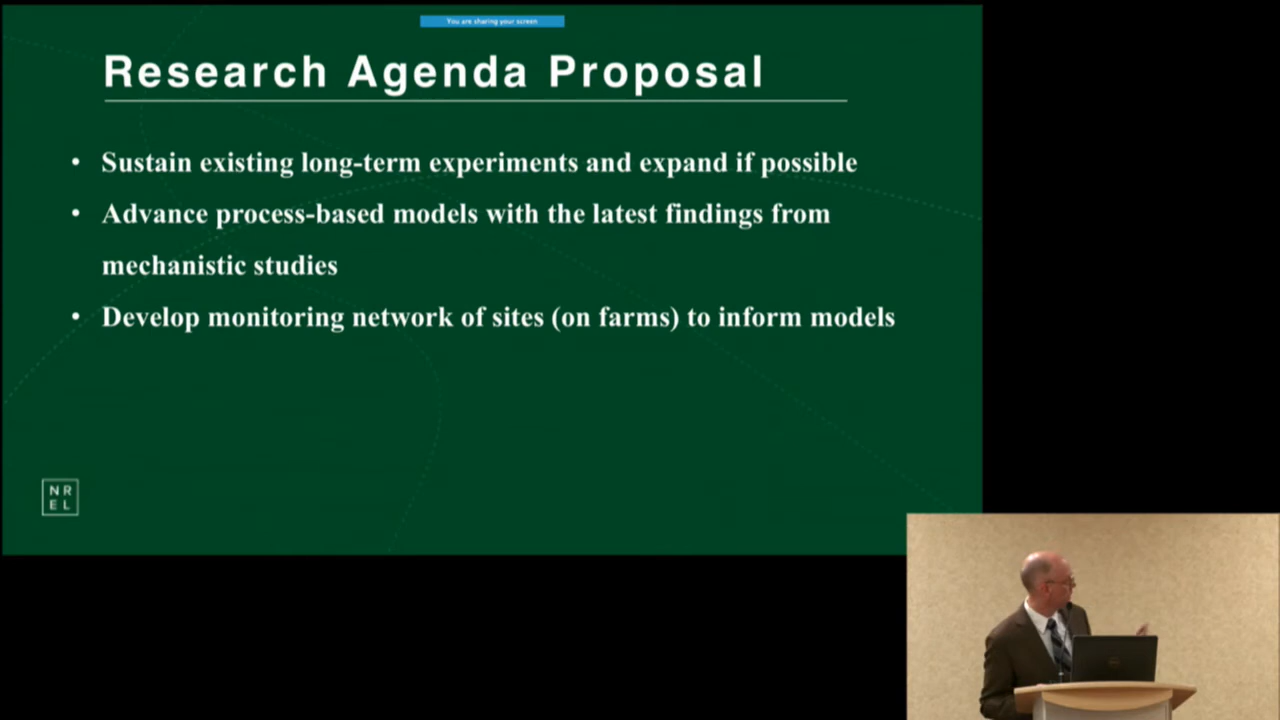 You are sharing your screen
Research Agenda Proposal
• Sustain existing long-term experiments and expand if possible
• Advance process-based models with the latest findings from
mechanistic studies
• Develop monitoring network of sites (on farms) to inform models
N R
E L